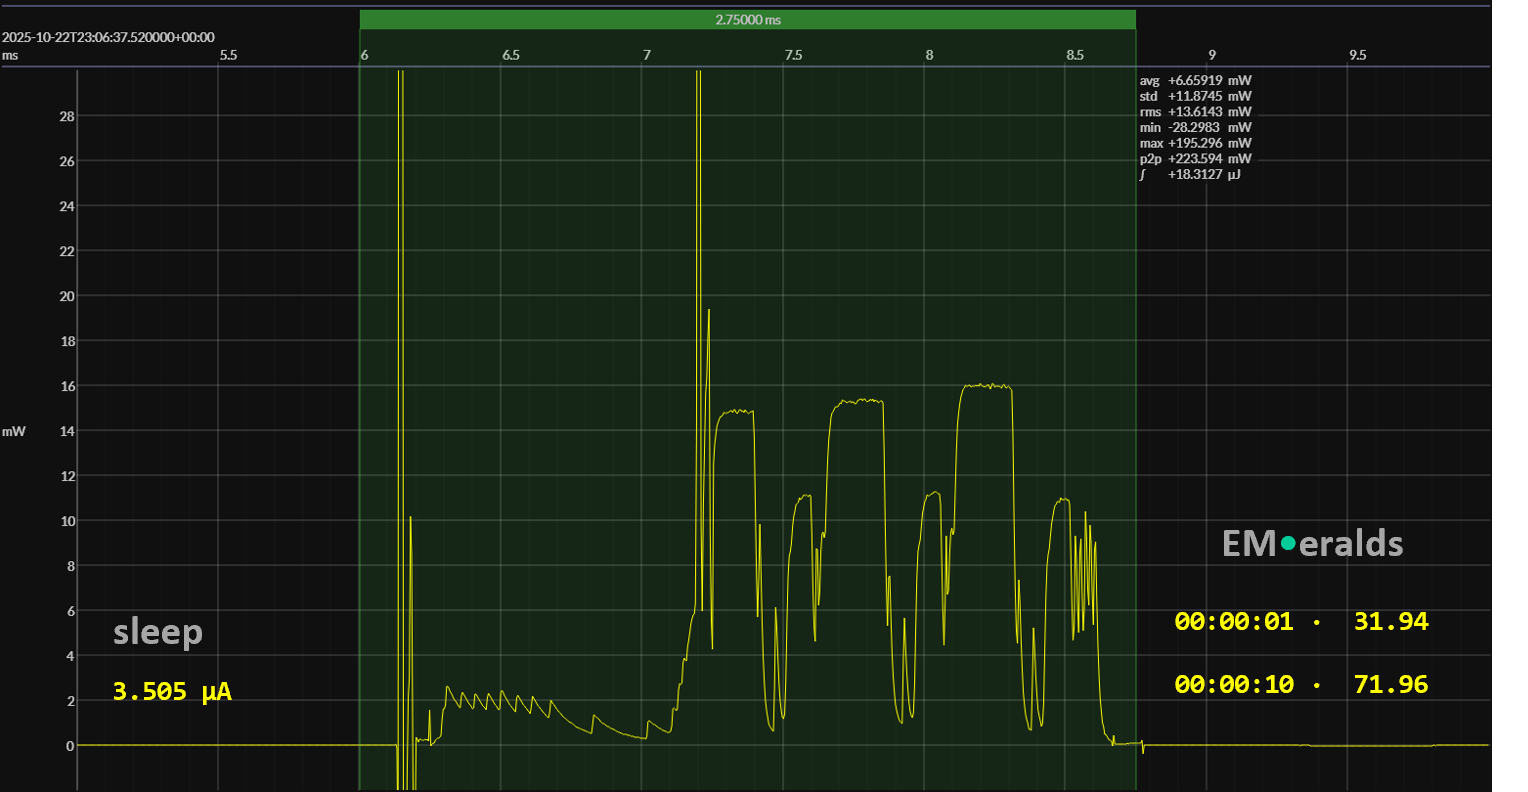 2.75000 ms
2025-10-22T23:06:37.520000+00:00
ms 5.5 6 6.5 7 7.5 8 8.5 9 9.5
avg +6.65919 mW
std +11.8745 mW
rms +13.6143 mW
min -28.2983 mW
max +195.296 mW
p2p +223.594 mW
∫ +18.3127 µJ
28
26
24
22
20
18
16
mW 14
12
10
8
6
4
2
0
EM•eralds
sleep
00:00:01 · 31.94
3.505 µA
00:00:10 · 71.96